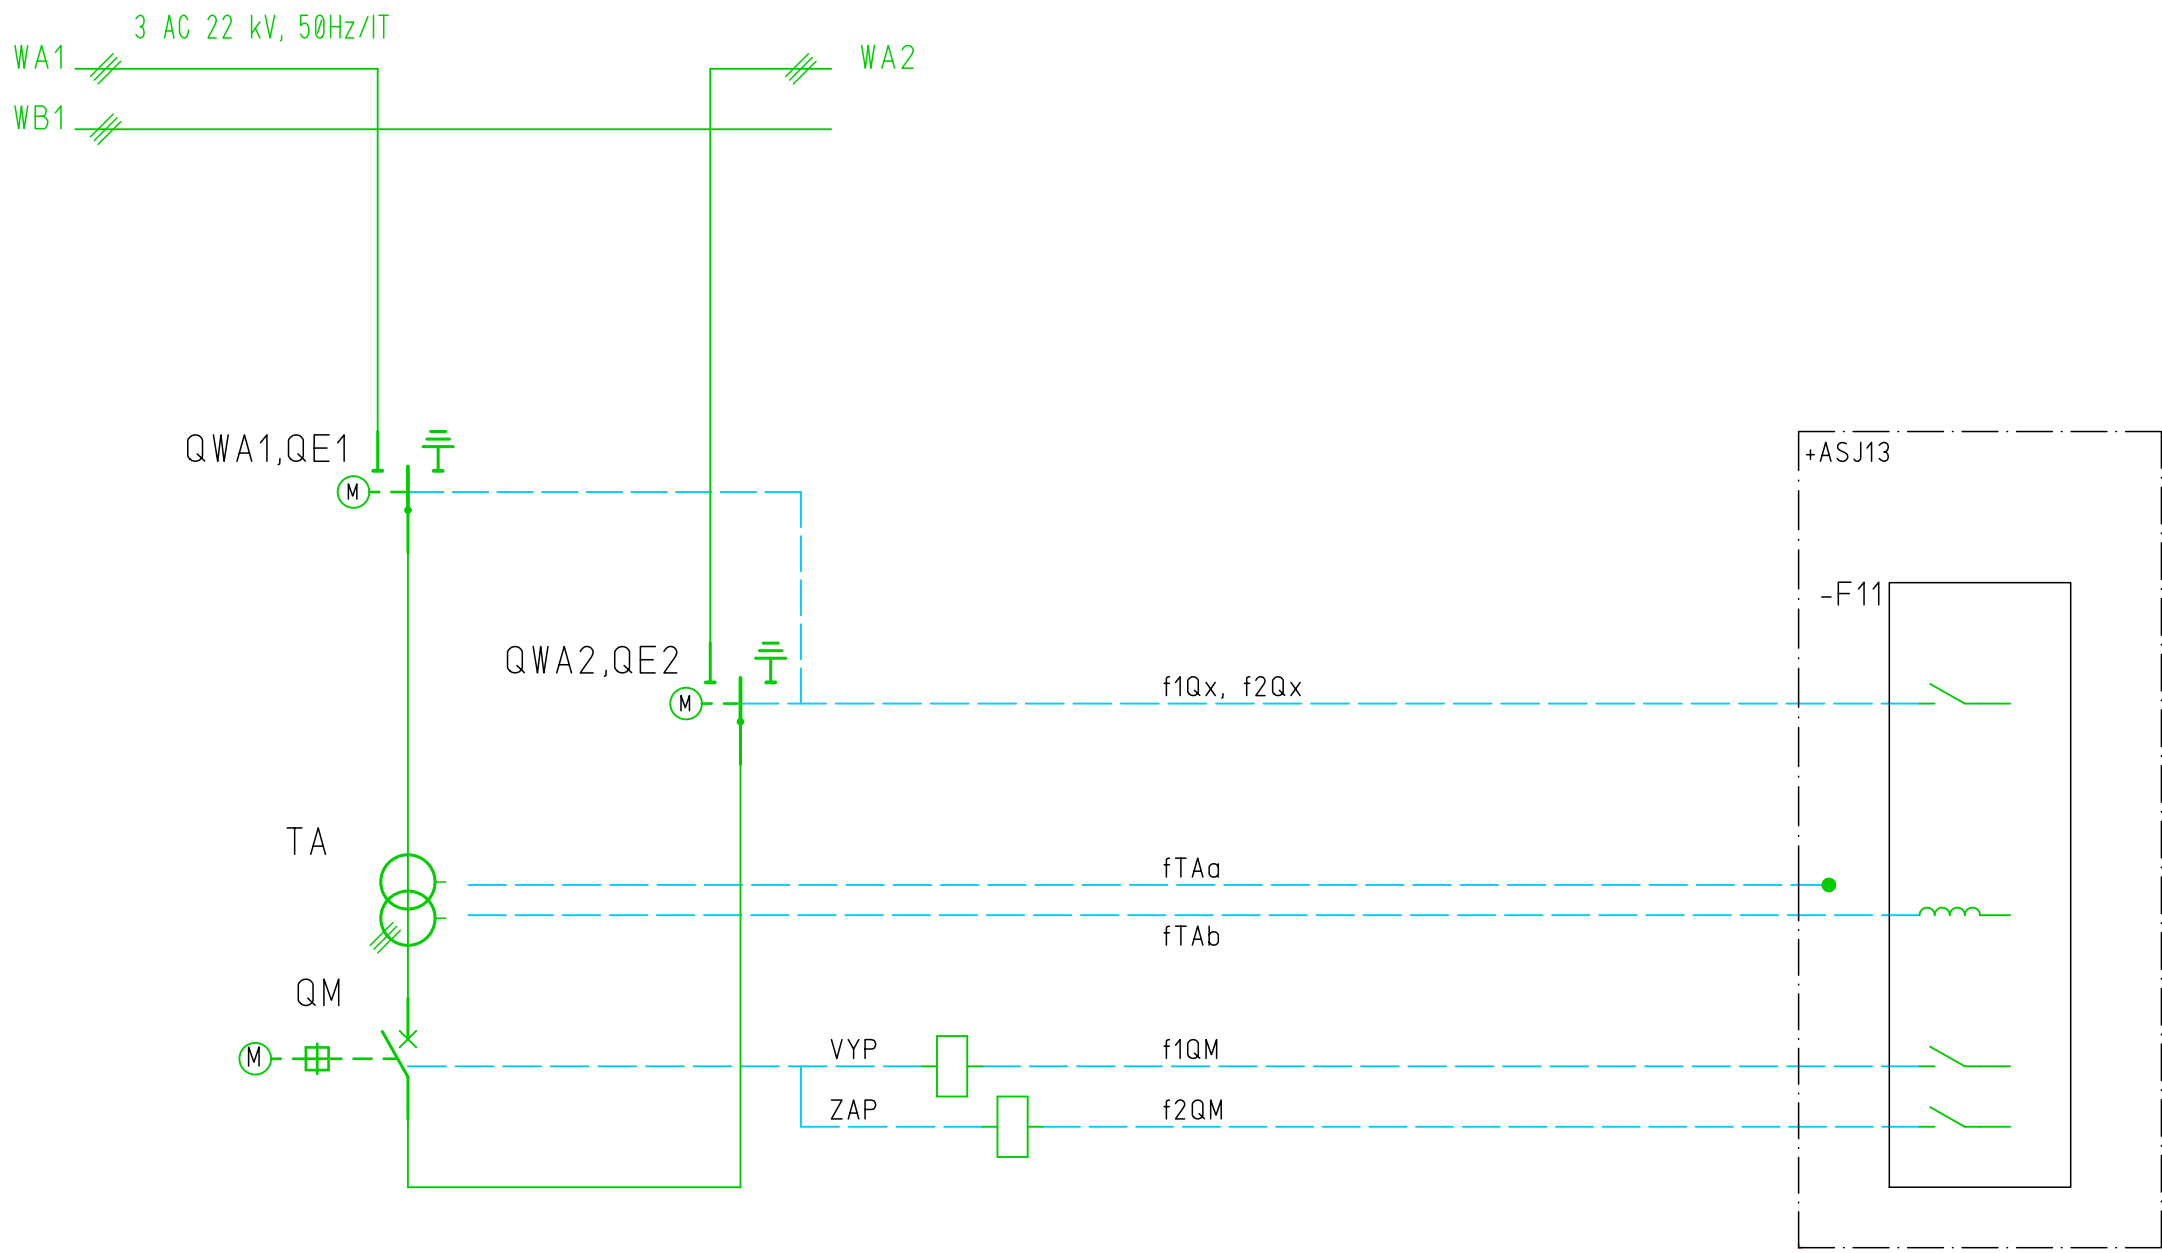 3 AC 22 kV, 50Hz/IT
WA1
WA2
WB1
QWA1,QE1
M
+ASJ13
-F11
QWA2,QE2
M
f1Qx, f2Qx
TA
fTAa
fTAb
QM
M
VYP
f1QM
ZAP
f2QM